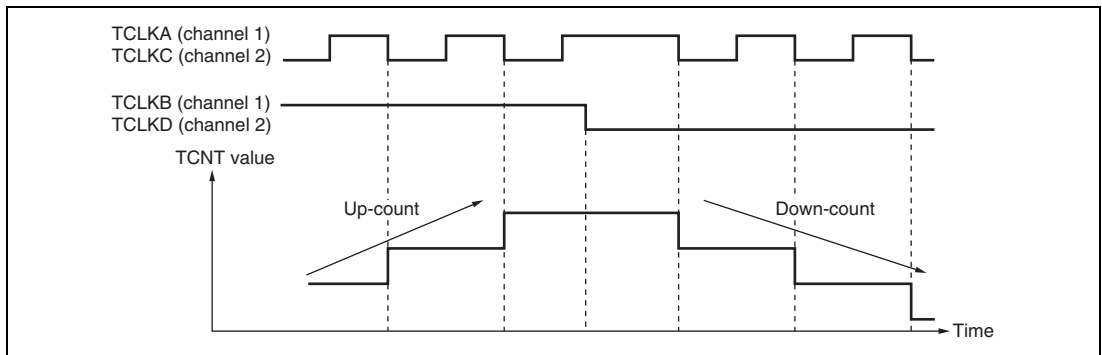 TCLKA (channel 1)
TCLKC (channel 2)
TCLKB (channel 1)
TCLKD (channel 2)
TCNT value
Up-count
Down-count
Time